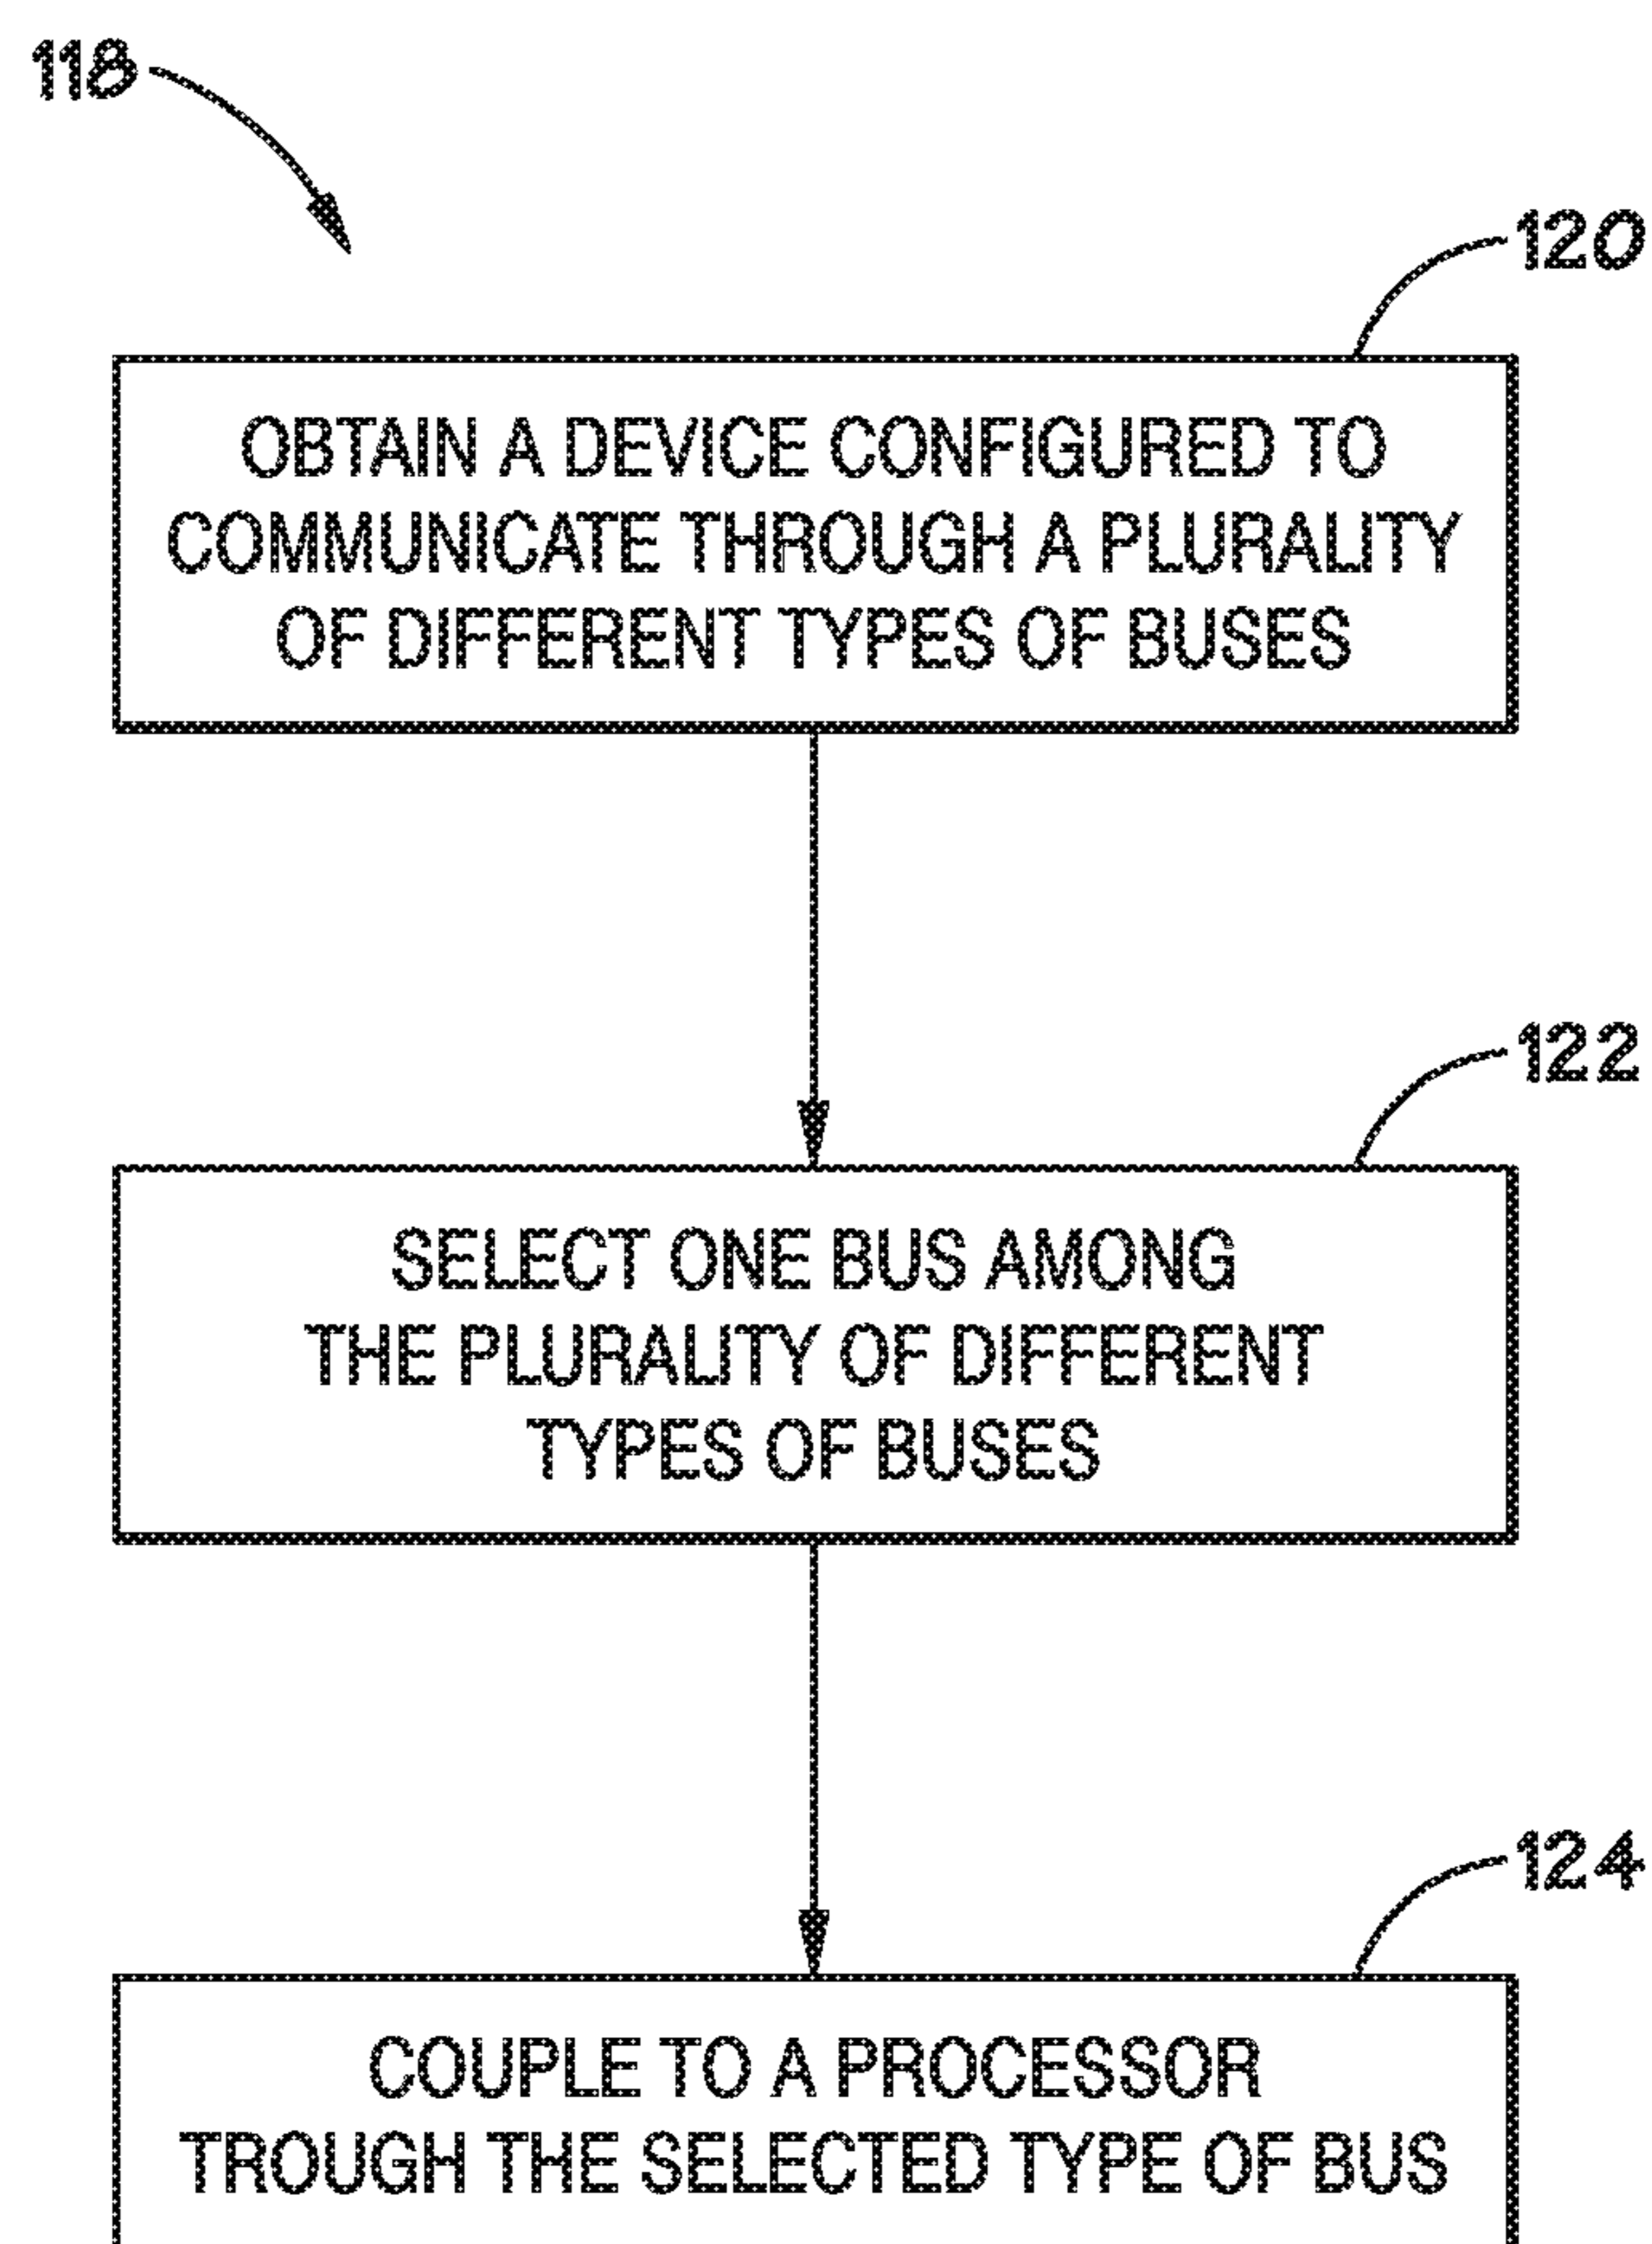 118
120
OBTAIN A DEVICE CONFIGURED TO
COMMUNICATE THROUGH A PLURALITY
OF DIFFERENT TYPES OF BUSES
122
SELECT ONE BUS AMONG
THE PLURALITY OF DIFFERENT
TYPES OF BUSES
124
COUPLE TO A PROCESSOR
TROUGH THE SELECTED TYPE OF BUS